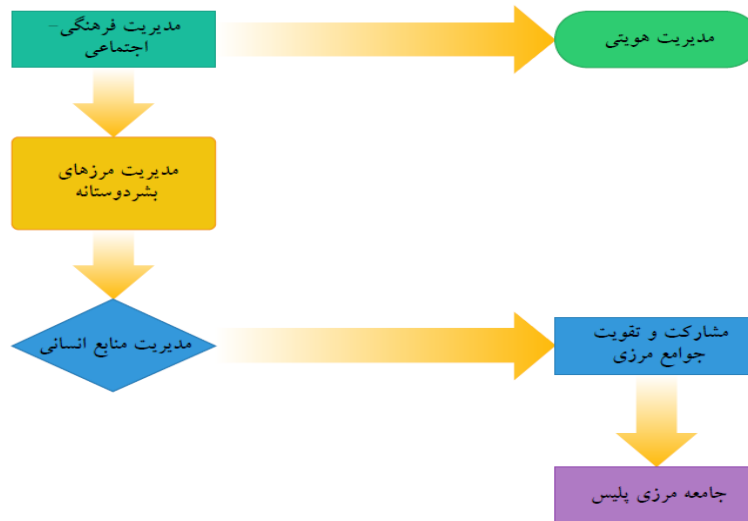 مدیریت فرهنگی-
اجتماعی
مدیریت هویتی
مدیریت مرزهای
بشردوستانه
مدیریت منابع انسانی
مشارکت و تقویت
جوامع مرزی
جامعه مرزی پلیس